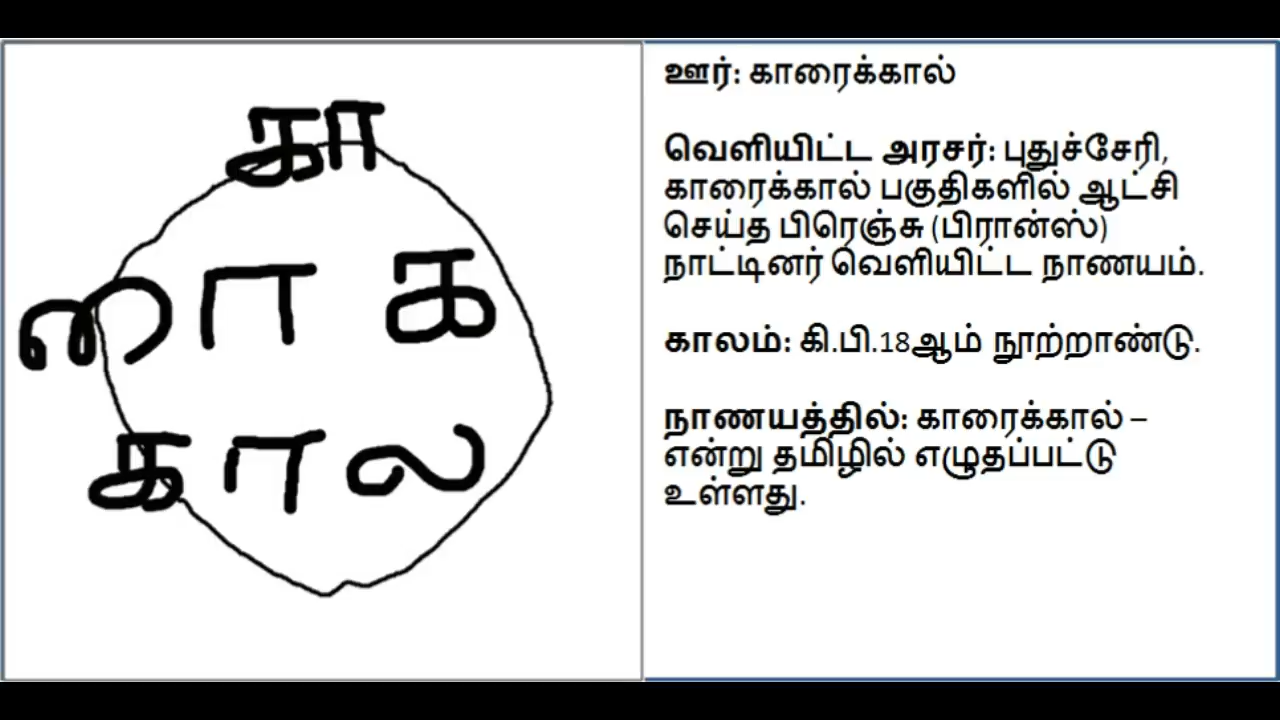 கா
ைா க
கால
ஊர்: காரைக்கால்
வெளியிட்ட அரசர்: புதுச்சேரி,
காரைக்கால் பகுதிகளில் ஆட்சி
செய்த பிரெஞ்சு (பிரான்ஸ்)
நாட்டினர் வெளியிட்ட நாணயம்.
காலம்: கி.பி.18ஆம் நூற்றாண்டு.
நாணயத்தில்: காரைக்கால் –
என்று தமிழில் எழுதப்பட்டு
உள்ளது.